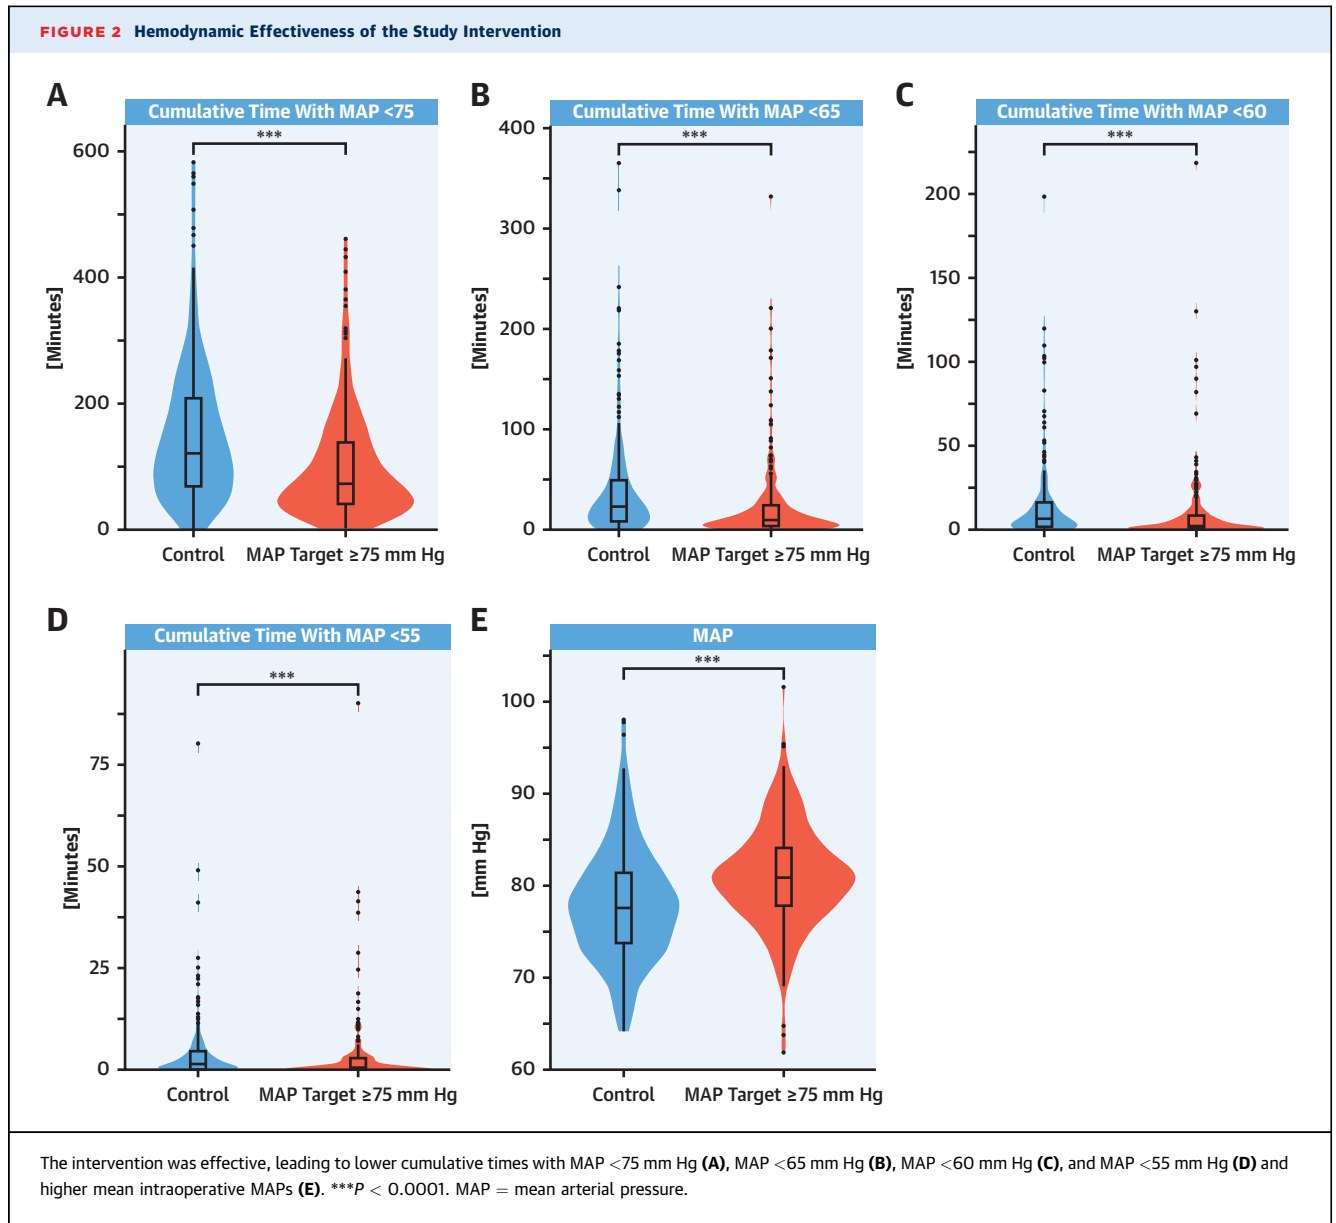 FIGURE 2 Hemodynamic Effectiveness of the Study Intervention
A
Cumulative Time With MAP <75
***
600
400
200
0
[Minutes]
Control
MAP Target ≥75 mm Hg
B
Cumulative Time With MAP <65
***
400
300
200
100
0
[Minutes]
Control
MAP Target ≥75 mm Hg
C
Cumulative Time With MAP <60
***
200
150
100
50
0
[Minutes]
Control
MAP Target ≥75 mm Hg
D
Cumulative Time With MAP <55
***
75
50
25
0
[Minutes]
Control
MAP Target ≥75 mm Hg
E
MAP
***
100
90
80
70
60
[mm Hg]
Control
MAP Target ≥75 mm Hg
The intervention was effective, leading to lower cumulative times with MAP <75 mm Hg (A), MAP <65 mm Hg (B), MAP <60 mm Hg (C), and MAP <55 mm Hg (D) and
higher mean intraoperative MAPs (E). ***P < 0.0001. MAP = mean arterial pressure.